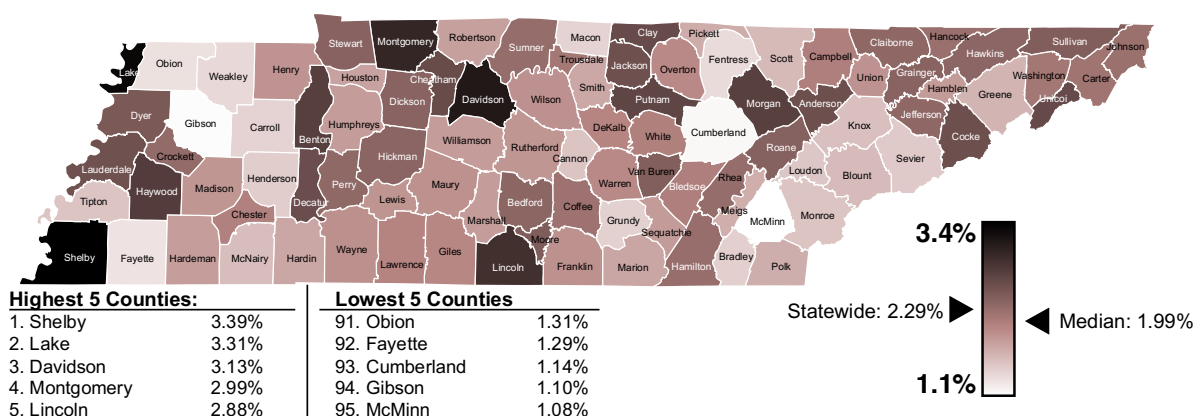 Stewart
Montgomery
Robertson
Sumner
Macon
Clay
Pickett
Claiborne
Hancock
Hawkins
Sullivan
Johnson
Lake
Obion
Weakley
Henry
Houston
Cheatham
Trousdale
Jackson
Overton
Fentress
Scott
Campbell
Union
Grainger
Hamblen
Greene
Washington
Unicoi
Carter
Dyer
Gibson
Carroll
Benton
Humphreys
Dickson
Davidson
Wilson
Smith
Putnam
Cumberland
Morgan
Anderson
Knox
Jefferson
Cocke
Lauderdale
Crockett
Haywood
Madison
Henderson
Decatur
Perry
Hickman
Williamson
Rutherford
Cannon
DeKalb
White
Van Buren
Rhea
Roane
Loudon
Blount
Sevier
Tipton
Chester
Lewis
Maury
Marshall
Bedford
Coffee
Warren
Grundy
Bledsoe
Sequatchie
Meigs
McMinn
Monroe
Shelby
Fayette
Hardeman
McNairy
Hardin
Wayne
Lawrence
Giles
Lincoln
Moore
Franklin
Marion
Hamilton
Bradley
Polk
3.4%
Statewide: 2.29%
Median: 1.99%
1.1%
Highest 5 Counties:
1. Shelby 3.39%
2. Lake 3.31%
3. Davidson 3.13%
4. Montgomery 2.99%
5. Lincoln 2.88%
Lowest 5 Counties
91. Obion 1.31%
92. Fayette 1.29%
93. Cumberland 1.14%
94. Gibson 1.10%
95. McMinn 1.08%